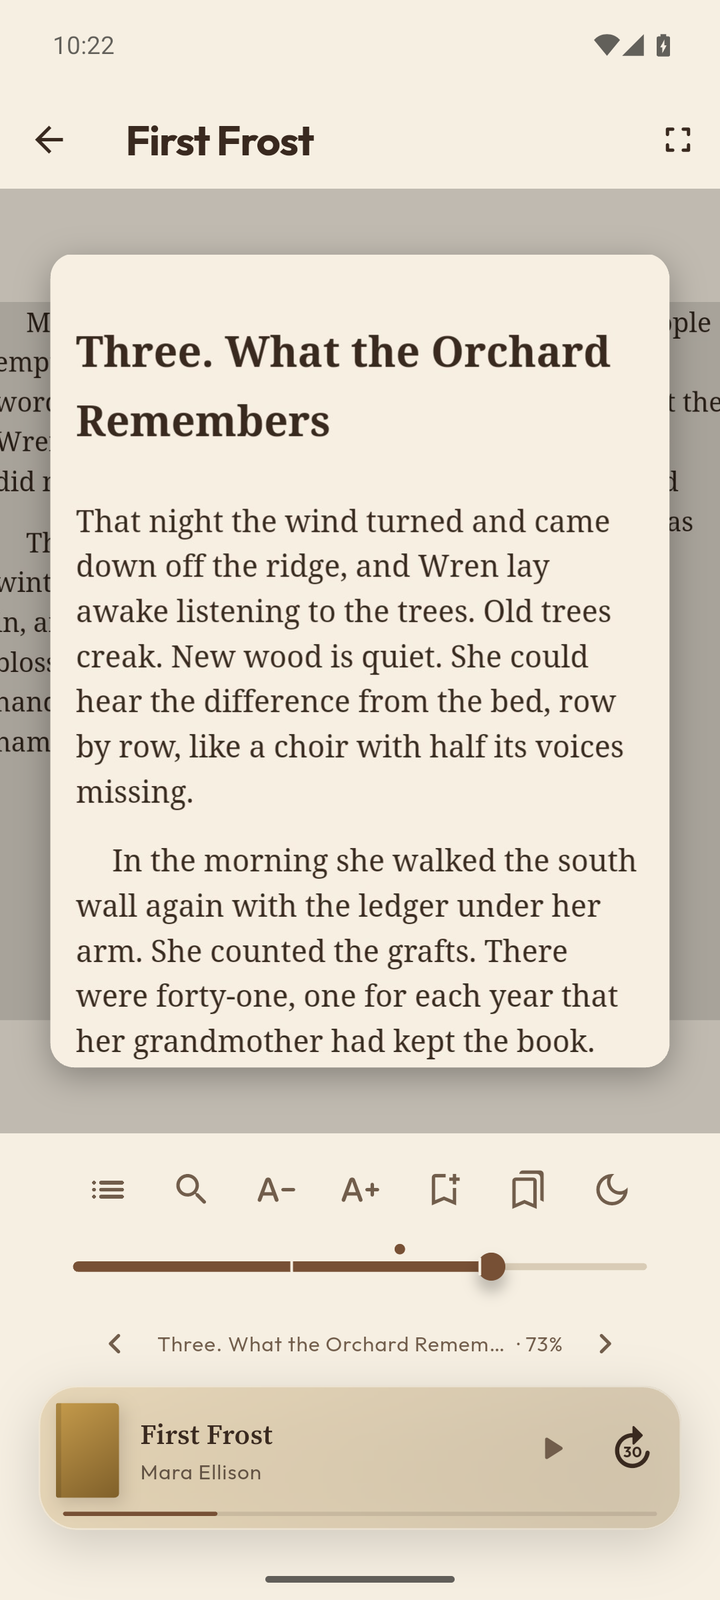 10:22
First Frost
Three. What the Orchard
Remembers
That night the wind turned and came
down off the ridge, and Wren lay
awake listening to the trees. Old trees
creak. New wood is quiet. She could
hear the difference from the bed, row
by row, like a choir with half its voices
missing.
In the morning she walked the south
wall again with the ledger under her
arm. She counted the grafts. There
were forty-one, one for each year that
her grandmother had kept the book.
did
the
as
A− A+
Three. What the Orchard Remem… · 73%
First Frost
Mara Ellison
30